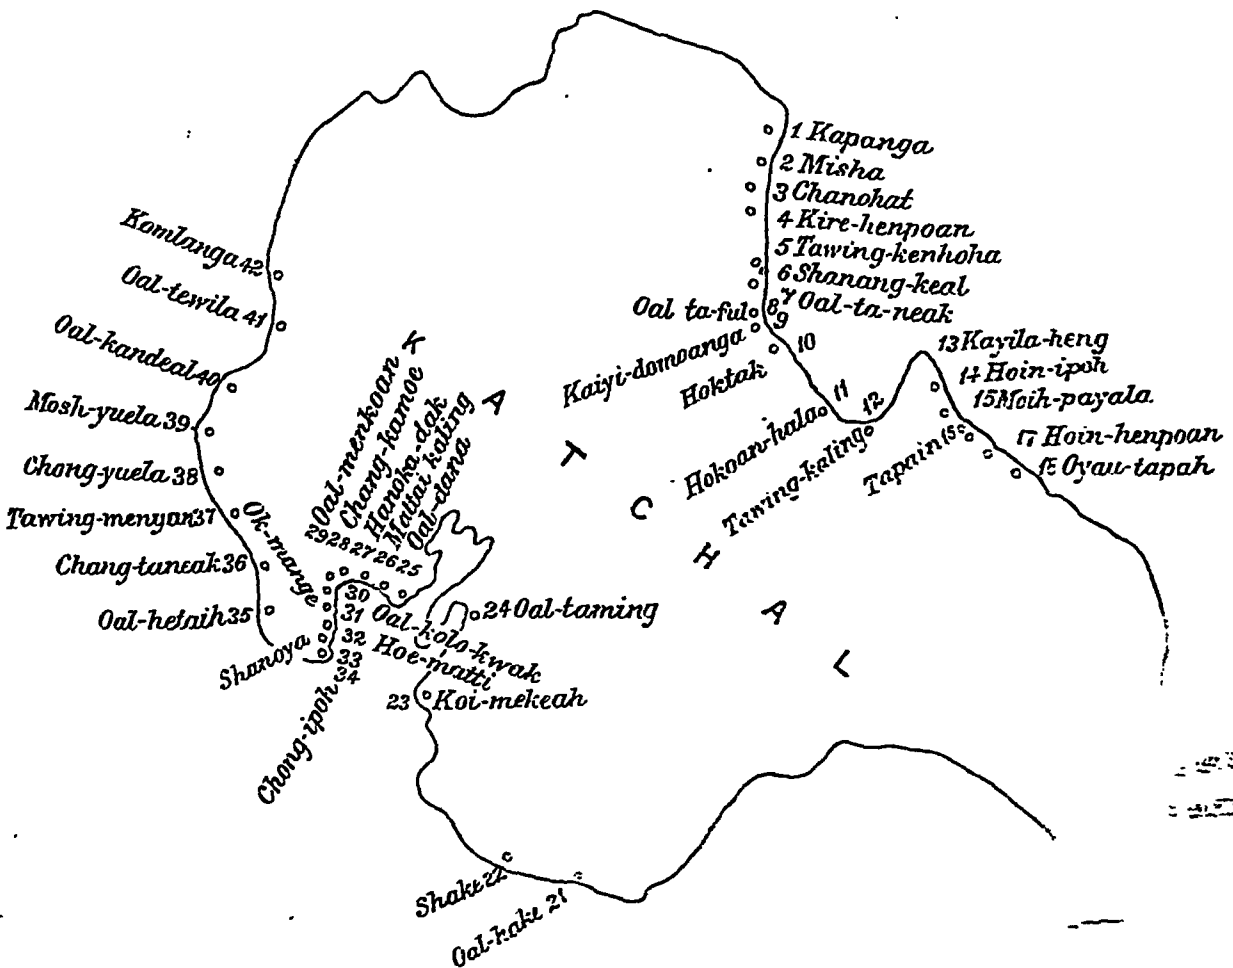 1 Kapanga
2 Misha
3 Chanohat
4 Kire-henpoan
5 Tawing-kenhoha
6 Shanang-keal
7 Oal-ta-neak
Oal ta-ful 8
Kaiyi-domoanga 9
Hoktak 10
Hokoan-hala 11
Tawing-kaling 12
13 Kayila-heng
14 Hoin-ipoh
15 Moih-payala
Tapain 16
17 Hoin-henpoan
18 Oyau-tapah
Komlanga 42
Oal-tewila 41
Oal-kandeal 40
Mosh-yuela 39
Chong-yuela 38
Tawing-menyan 37
Chang-taneak 36
Oal-hetaih 35
KATCHAL
29 Oal-menkoan
28 Chang-kamoe
27 Hanoka-dak
26 Mattai kaling
25 Oal-dana
Ok-mange
30
31 Oal-kolo-kwak
32 Hoe-matti
Shanoya 33
Chong-ipoh 34
24 Oal-taming
23 Koi-mekeah
Shake 22
Oal-kake 21